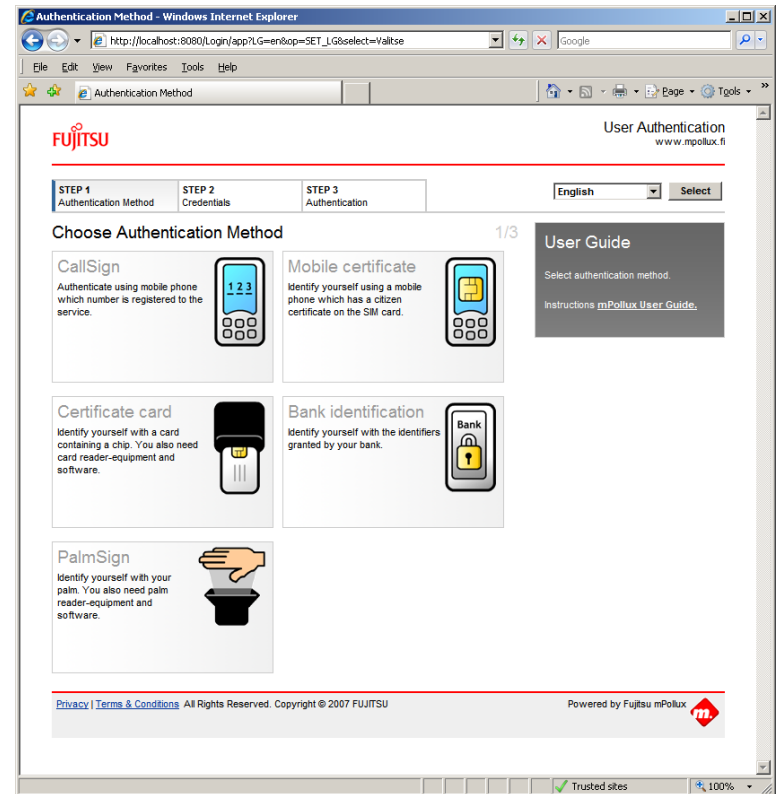 Authentication Method - Windows Internet Explorer
http://localhost:8080/Login/app?LG=en&op=SET_LG&select=Valitse
Google
File Edit View Favorites Tools Help
Authentication Method
Page Tools »
FUJITSU
User Authentication
www.mpollux.fi
STEP 1 STEP 2 STEP 3
Authentication Method Credentials Authentication
English Select
Choose Authentication Method 1/3
CallSign
Authenticate using mobile phone
which number is registered to the
service.
1 2 3
Mobile certificate
Identify yourself using a mobile
phone which has a citizen
certificate on the SIM card.
User Guide
Select authentication method.
Instructions mPollux User Guide.
Certificate card
Identify yourself with a card
containing a chip. You also need
card reader-equipment and
software.
Bank identification
Identify yourself with the identifiers
granted by your bank.
Bank
PalmSign
Identify yourself with your
palm. You also need palm
reader-equipment and
software.
Privacy | Terms & Conditions All Rights Reserved. Copyright © 2007 FUJITSU
Powered by Fujitsu mPollux
m.
Trusted sites 100%